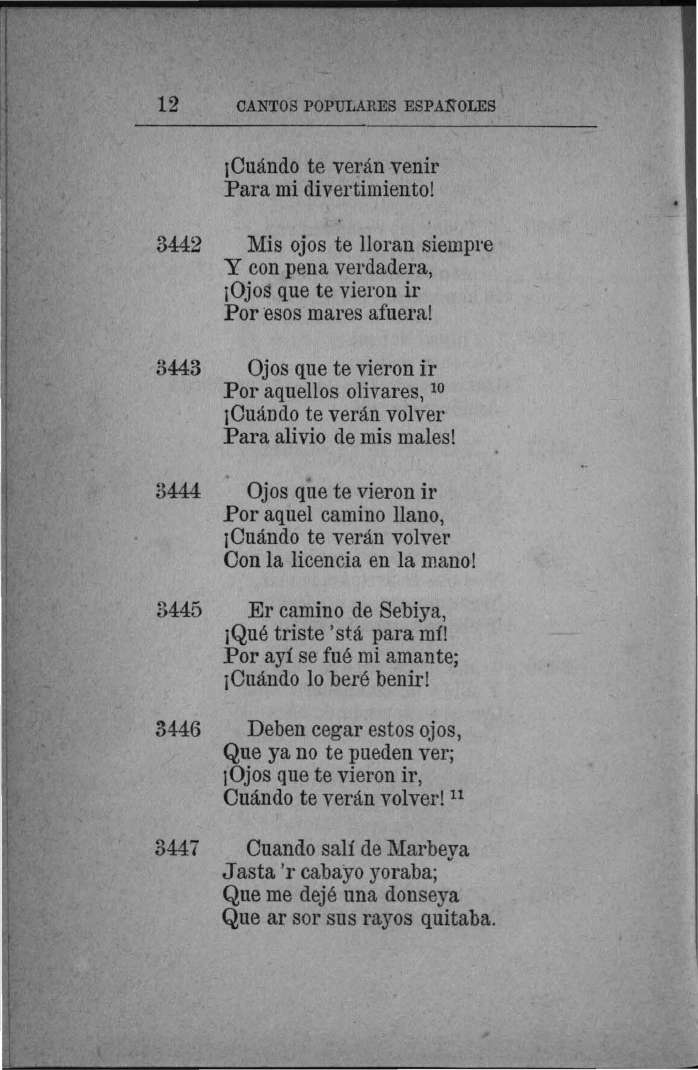 12 CANTOS POPULARES ESPAÑOLES
¡Cuándo te verán venir
Para mi divertimiento!
3442 Mis ojos te lloran siempre
Y con pena verdadera,
¡Ojos que te vieron ir
Por esos mares afuera!
3443 Ojos que te vieron ir
Por aquellos olivares, ¹⁰
¡Cuándo te verán volver
Para alivio de mis males!
3444 Ojos que te vieron ir
Por aquel camino llano,
¡Cuándo te verán volver
Con la licencia en la mano!
3445 Er camino de Sebiya,
¡Qué triste 'stá para mí!
Por ayí se fué mi amante;
¡Cuándo lo beré benir!
3446 Deben cegar estos ojos,
Que ya no te pueden ver;
¡Ojos que te vieron ir,
Cuándo te verán volver! ¹¹
3447 Cuando salí de Marbeya
Jasta 'r cabayo yoraba;
Que me dejé una donseya
Que ar sor sus rayos quitaba.